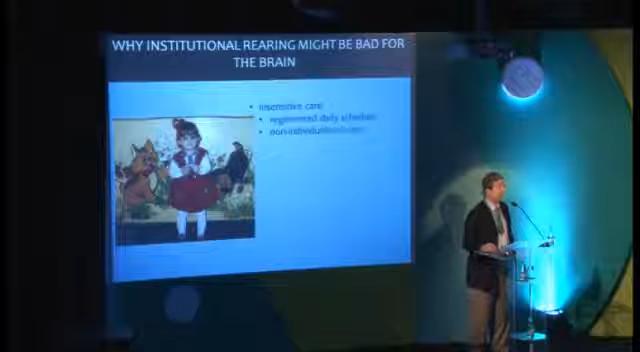 WHY INSTITUTIONAL REARING MIGHT BE BAD FOR
THE BRAIN
• insensitive care
• regimented daily schedule